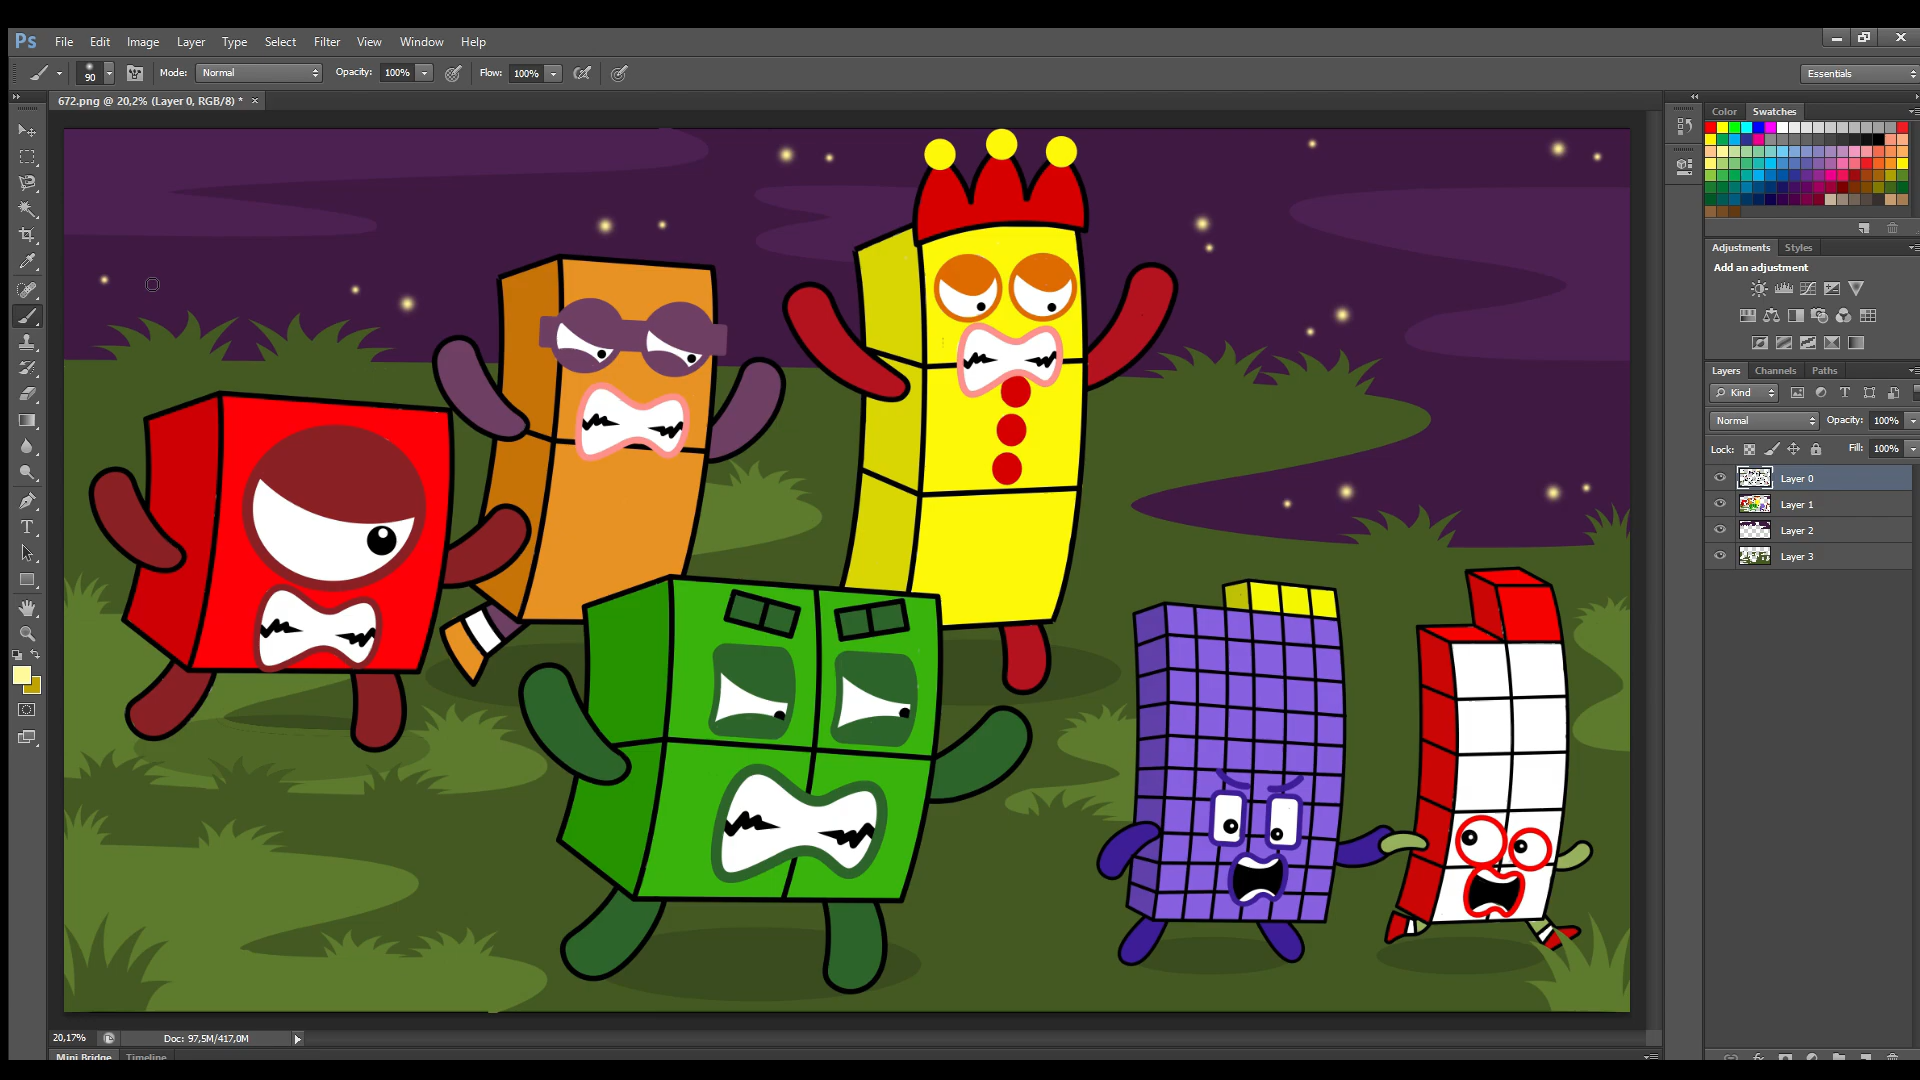 Ps File Edit Image Layer Type Select Filter View Window Help
90 Mode: Normal Opacity: 100% Flow: 100% Essentials
672.png @ 20,2% (Layer 0, RGB/8) * ×
Color Swatches
Adjustments Styles
Add an adjustment
Layers Channels Paths
Kind
Normal Opacity: 100%
Lock: Fill: 100%
Layer 0
Layer 1
Layer 2
Layer 3
20,17% Doc: 97,5M/417,0M
Mini Bridge Timeline